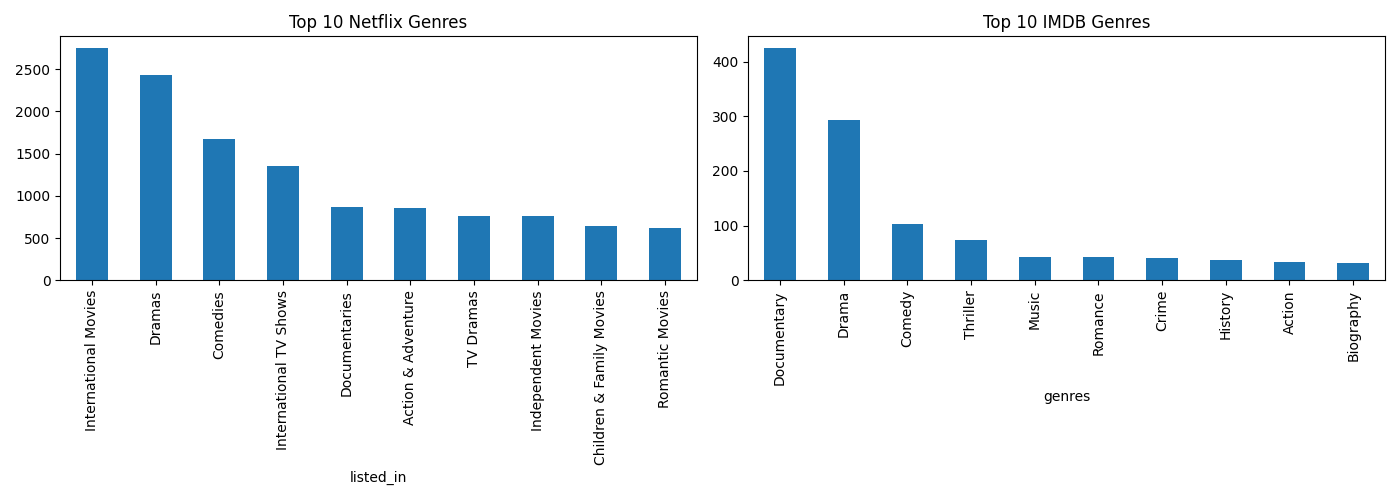 Top 10 Netflix Genres
2500
2000
1500
1000
500
0
International Movies
Dramas
Comedies
International TV Shows
Documentaries
Action & Adventure
TV Dramas
Independent Movies
Children & Family Movies
Romantic Movies
listed_in
Top 10 IMDB Genres
400
300
200
100
0
Documentary
Drama
Comedy
Thriller
Music
Romance
Crime
History
Action
Biography
genres